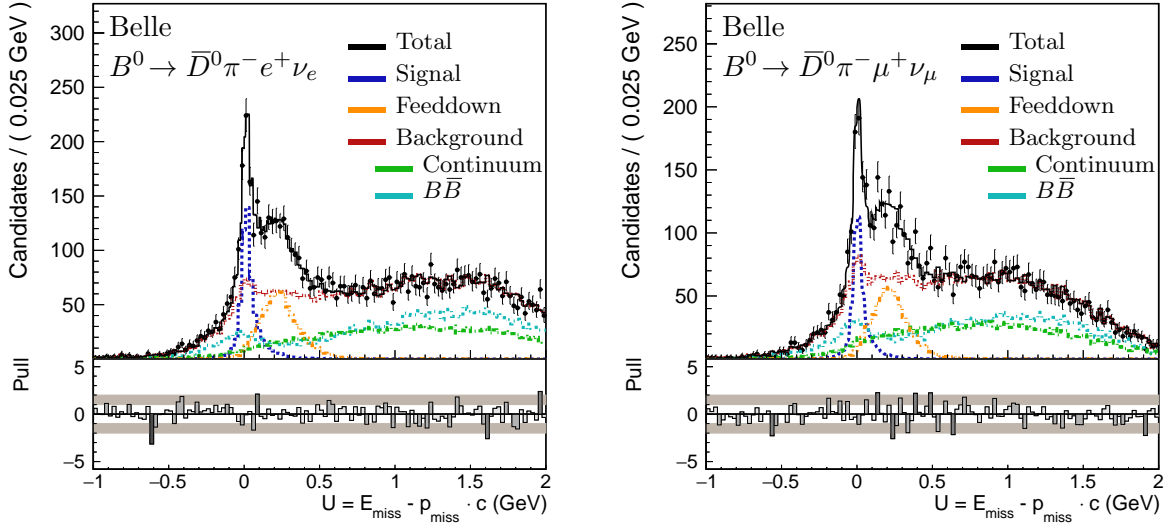 Belle
B⁰ → D̅⁰ π⁻ e⁺ νₑ
Total
Signal
Feeddown
Background
Continuum
BB̅
Candidates / ( 0.025 GeV )
300
250
200
150
100
50
Pull
5
0
−5
−1
−0.5
0
0.5
1
1.5
2
U = E_miss - p_miss · c (GeV)
Belle
B⁰ → D̅⁰ π⁻ μ⁺ ν_μ
Total
Signal
Feeddown
Background
Continuum
BB̅
Candidates / ( 0.025 GeV )
250
200
150
100
50
Pull
5
0
−5
−1
−0.5
0
0.5
1
1.5
2
U = E_miss - p_miss · c (GeV)